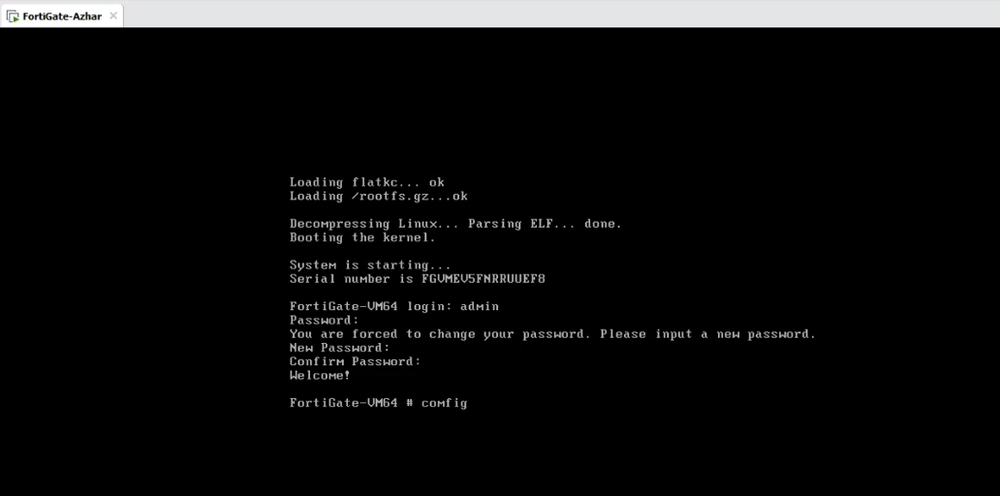 FortiGate-Azhar
Loading flatkc... ok
Loading /rootfs.gz...ok
Decompressing Linux... Parsing ELF... done.
Booting the kernel.
System is starting...
Serial number is FGVMEV5FNRRUUEF8
FortiGate-VM64 login: admin
Password:
You are forced to change your password. Please input a new password.
New Password:
Confirm Password:
Welcome!
FortiGate-VM64 # comfig